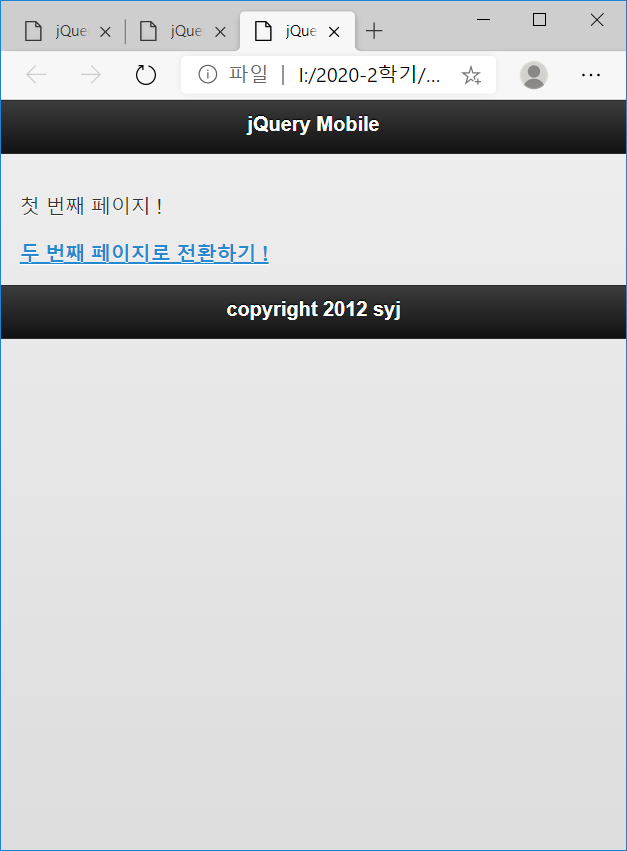 jQue
jQue
jQue
파일 | I:/2020-2학기/...
jQuery Mobile
첫 번째 페이지 !
두 번째 페이지로 전환하기 !
copyright 2012 syj